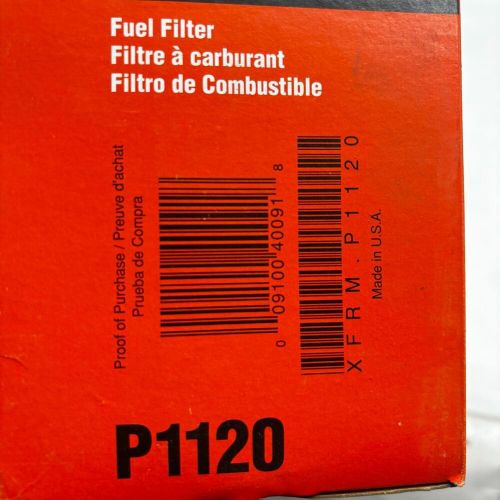 Fuel Filter
Filtre à carburant
Filtro de Combustible
Proof of Purchase / Preuve d'achat
Prueba de Compra
0 09100 40091 8
XFRM.P1120
Made in U.S.A.
P1120